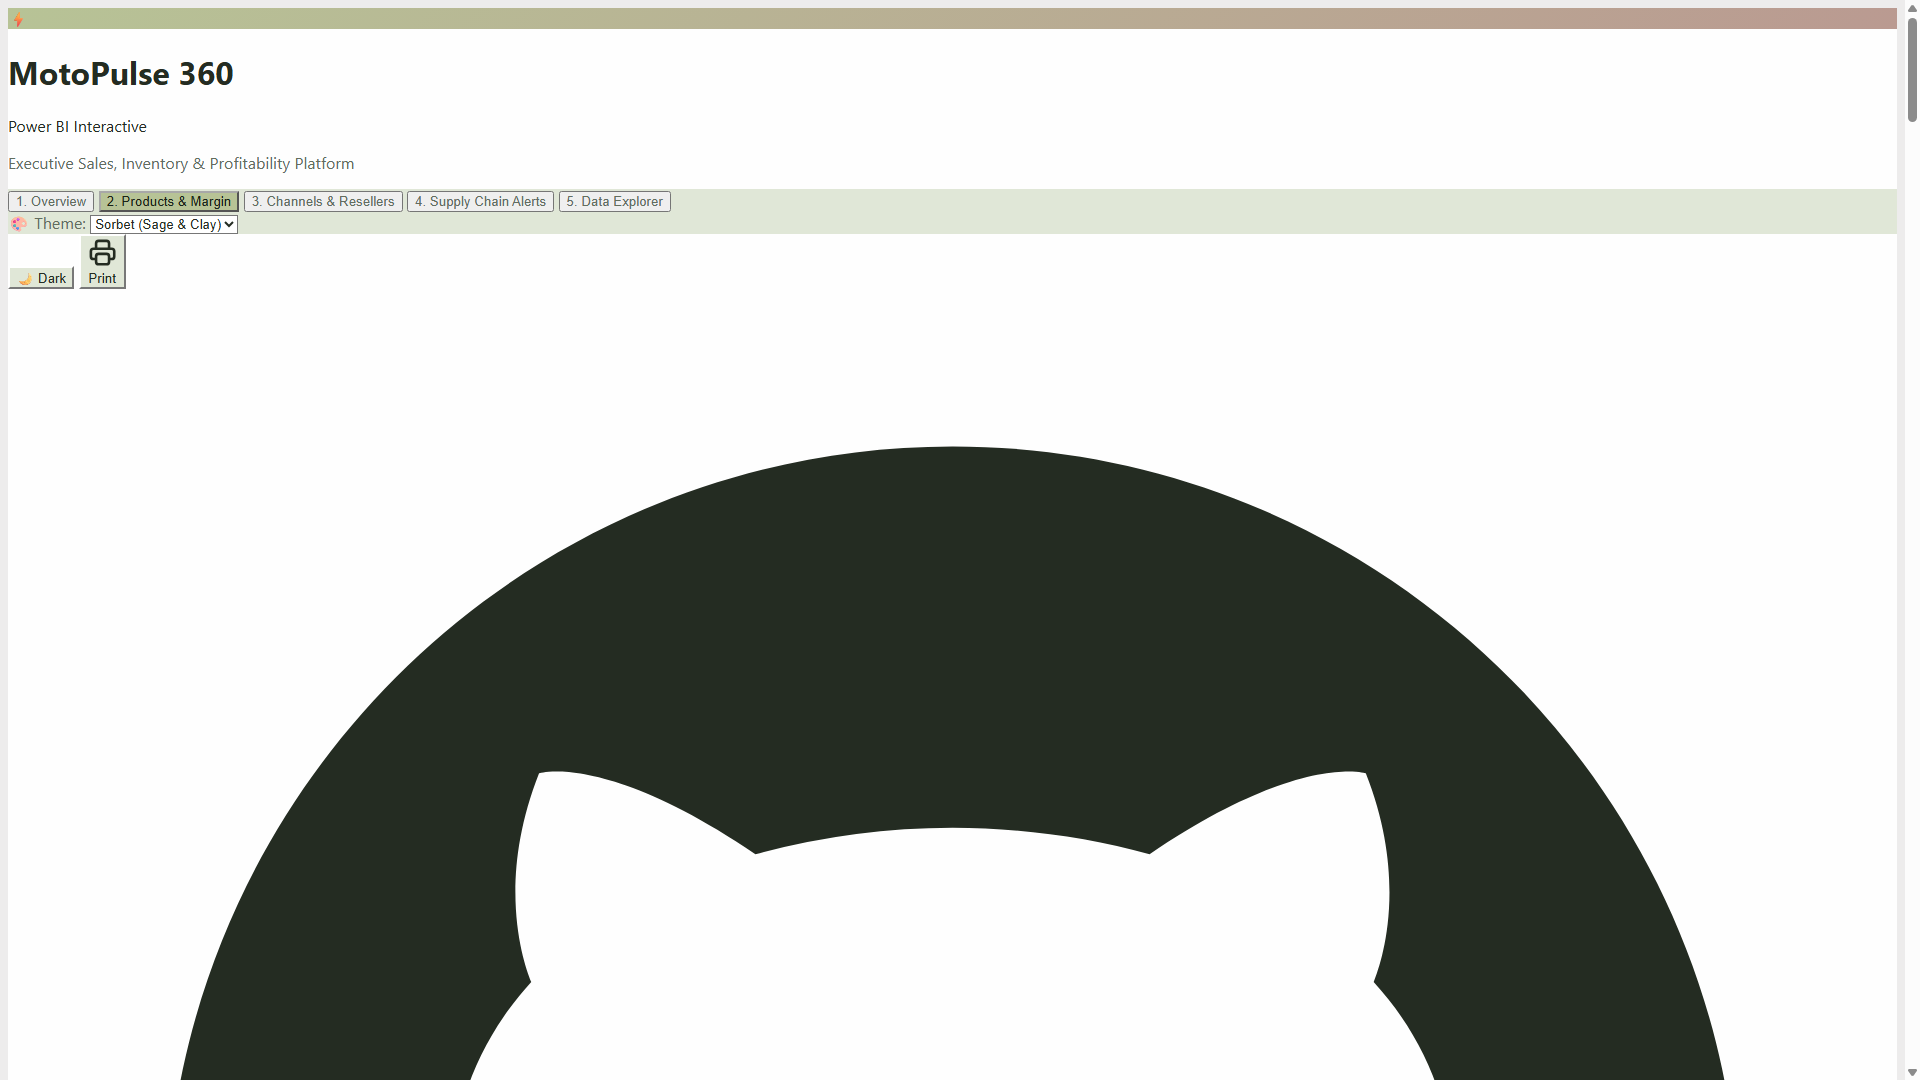 MotoPulse 360
Power BI Interactive
Executive Sales, Inventory & Profitability Platform
1. Overview 2. Products & Margin 3. Channels & Resellers 4. Supply Chain Alerts 5. Data Explorer
🎨 Theme: Sorbet (Sage & Clay)
🌙 Dark Print